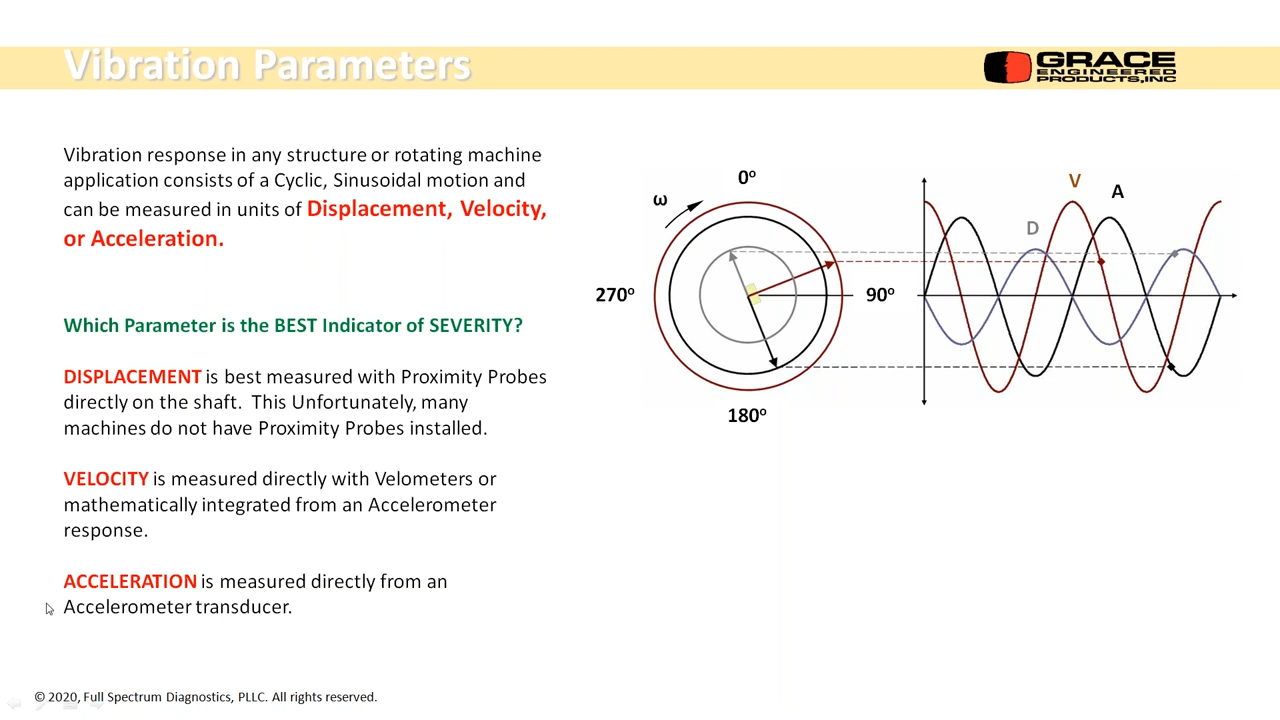 Vibration Parameters
GRACE
ENGINEERED
PRODUCTS,INC
Vibration response in any structure or rotating machine
application consists of a Cyclic, Sinusoidal motion and
can be measured in units of Displacement, Velocity,
or Acceleration.
Which Parameter is the BEST Indicator of SEVERITY?
DISPLACEMENT is best measured with Proximity Probes
directly on the shaft. This Unfortunately, many
machines do not have Proximity Probes installed.
VELOCITY is measured directly with Velometers or
mathematically integrated from an Accelerometer
response.
ACCELERATION is measured directly from an
Accelerometer transducer.
0º
ω
270º
90º
180º
V
A
D
© 2020, Full Spectrum Diagnostics, PLLC. All rights reserved.